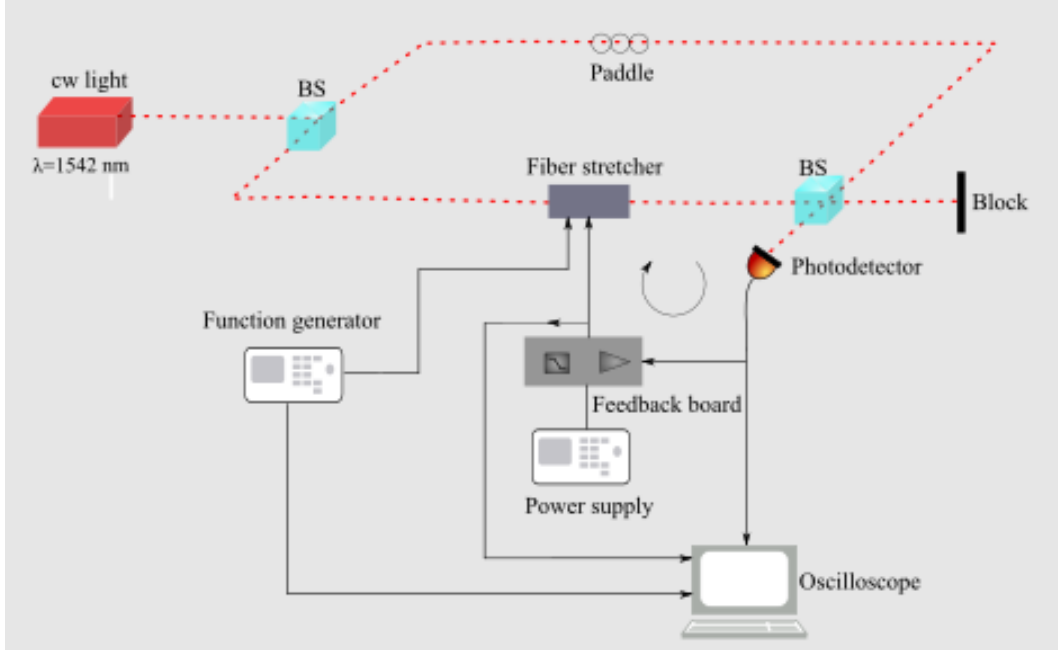 cw light
BS
Paddle
λ=1542 nm
Fiber stretcher
BS
Block
Photodetector
Function generator
Feedback board
Power supply
Oscilloscope